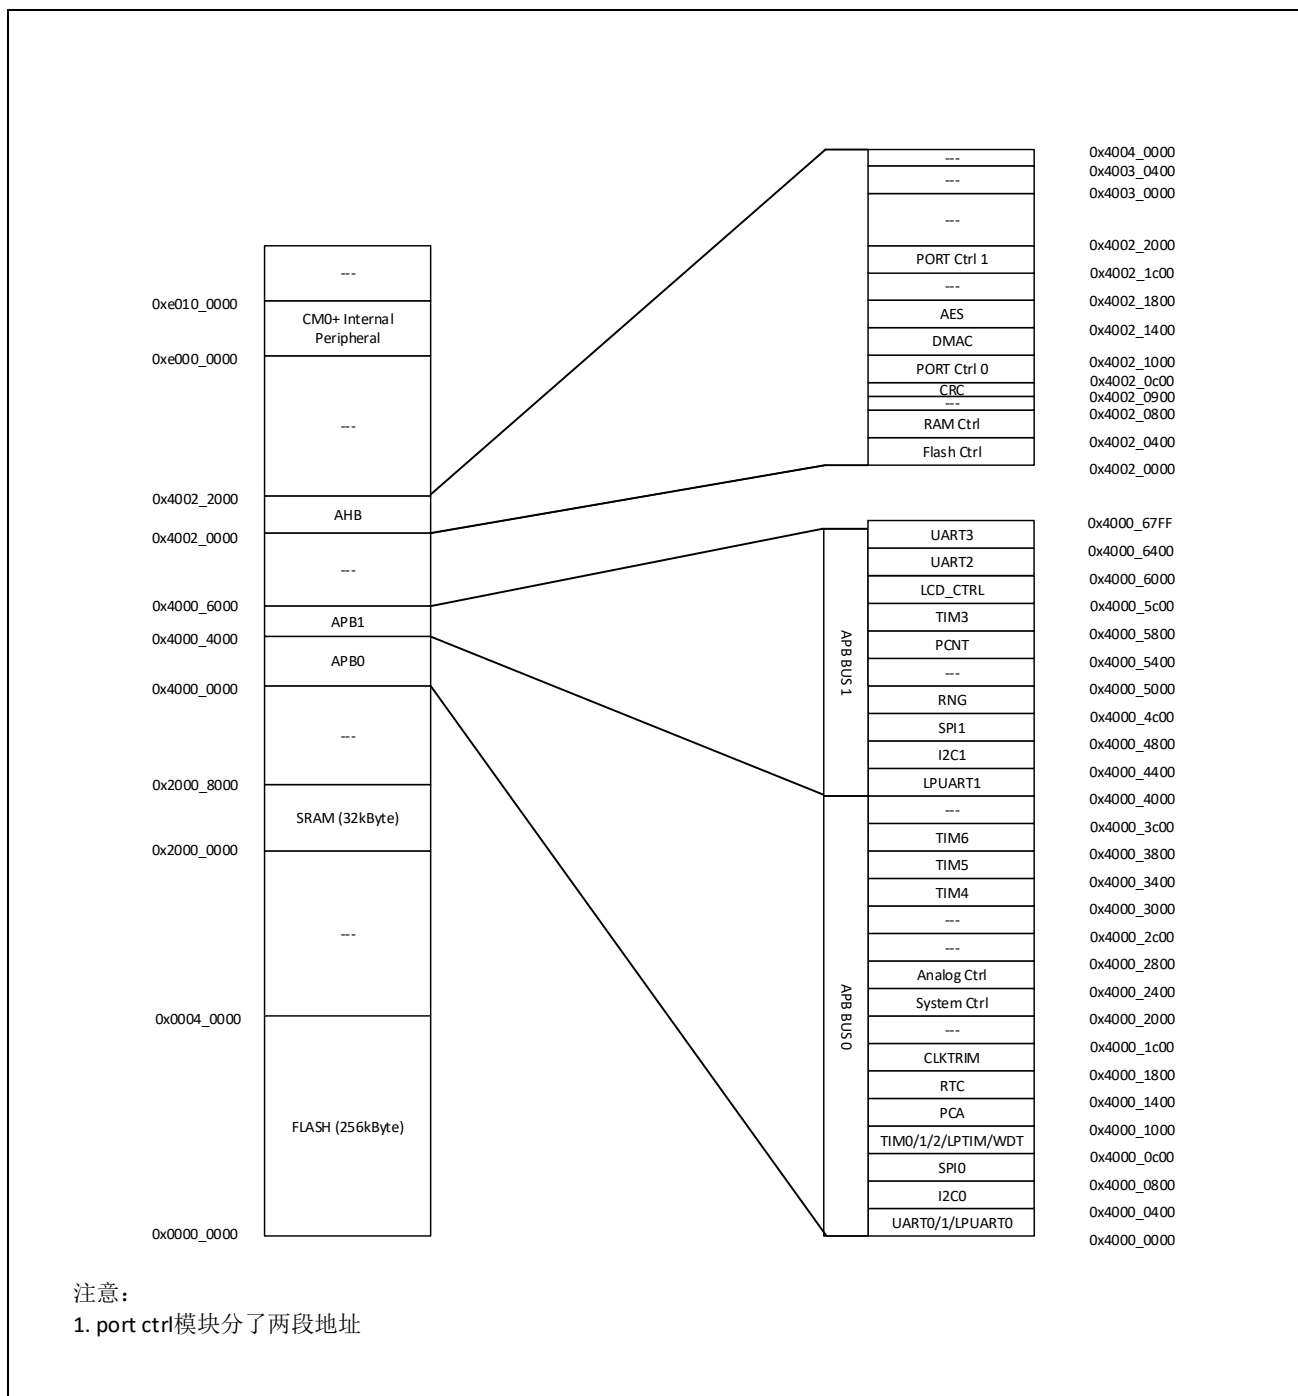 ---
0xe010_0000
CM0+ Internal
Peripheral
0xe000_0000
---
0x4002_2000
AHB
0x4002_0000
---
0x4000_6000
APB1
0x4000_4000
APB0
0x4000_0000
---
0x2000_8000
SRAM (32kByte)
0x2000_0000
---
0x0004_0000
FLASH (256kByte)
0x0000_0000
0x4004_0000
---
0x4003_0400
---
0x4003_0000
---
0x4002_2000
PORT Ctrl 1
0x4002_1c00
---
0x4002_1800
AES
0x4002_1400
DMAC
0x4002_1000
PORT Ctrl 0
0x4002_0c00
CRC
0x4002_0900
---
0x4002_0800
RAM Ctrl
0x4002_0400
Flash Ctrl
0x4002_0000
APB BUS 1
0x4000_67FF
UART3
0x4000_6400
UART2
0x4000_6000
LCD_CTRL
0x4000_5c00
TIM3
0x4000_5800
PCNT
0x4000_5400
---
0x4000_5000
RNG
0x4000_4c00
SPI1
0x4000_4800
I2C1
0x4000_4400
LPUART1
0x4000_4000
APB BUS 0
---
0x4000_3c00
TIM6
0x4000_3800
TIM5
0x4000_3400
TIM4
0x4000_3000
---
0x4000_2c00
---
0x4000_2800
Analog Ctrl
0x4000_2400
System Ctrl
0x4000_2000
---
0x4000_1c00
CLKTRIM
0x4000_1800
RTC
0x4000_1400
PCA
0x4000_1000
TIM0/1/2/LPTIM/WDT
0x4000_0c00
SPI0
0x4000_0800
I2C0
0x4000_0400
UART0/1/LPUART0
0x4000_0000
注意：
1. port ctrl模块分了两段地址